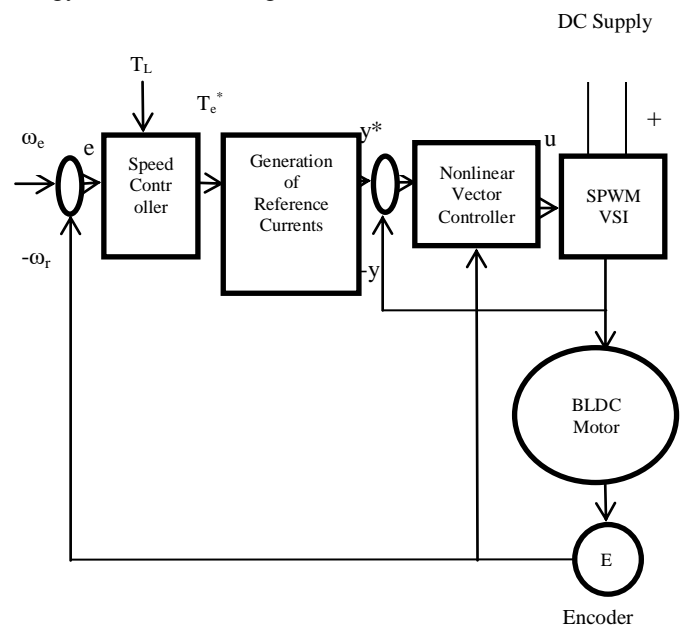 DC Supply
T_L
T_e*
+
ω_e
e
y*
u
Speed
Contr
oller
Generation
of
Reference
Currents
Nonlinear
Vector
Controller
SPWM
VSI
-ω_r
-y
BLDC
Motor
E
Encoder